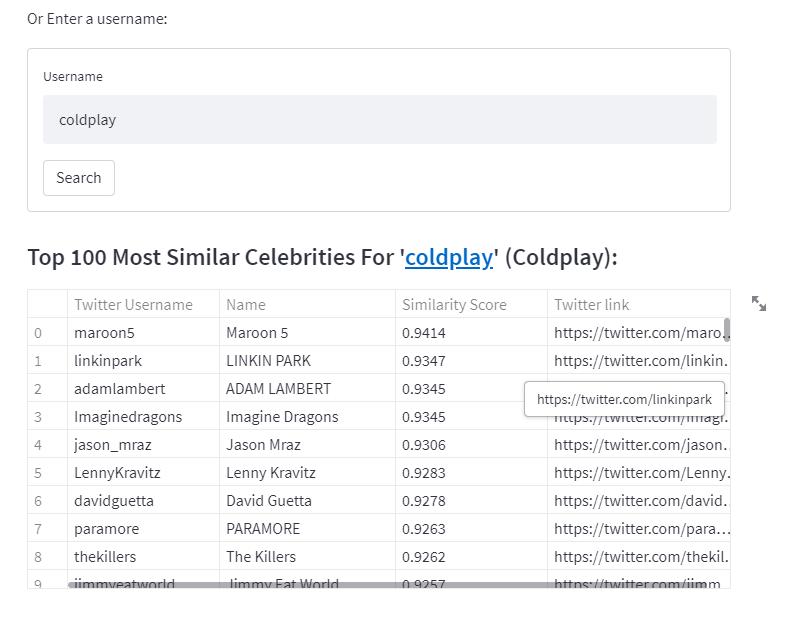 Or Enter a username:
Username
coldplay
Search
Top 100 Most Similar Celebrities For 'coldplay' (Coldplay):
Twitter Username Name Similarity Score Twitter link
0 maroon5 Maroon 5 0.9414 https://twitter.com/maro...
1 linkinpark LINKIN PARK 0.9347 https://twitter.com/linkin.
2 adamlambert ADAM LAMBERT 0.9345
https://twitter.com/linkinpark
3 Imaginedragons Imagine Dragons 0.9345 https://twitter.com/imagr.
4 jason_mraz Jason Mraz 0.9306 https://twitter.com/jason..
5 LennyKravitz Lenny Kravitz 0.9283 https://twitter.com/Lenny.
6 davidguetta David Guetta 0.9278 https://twitter.com/david..
7 paramore PARAMORE 0.9263 https://twitter.com/para...
8 thekillers The Killers 0.9262 https://twitter.com/thekil.
9 jimmyeatworld Jimmy Eat World 0.9257 https://twitter.com/jimm